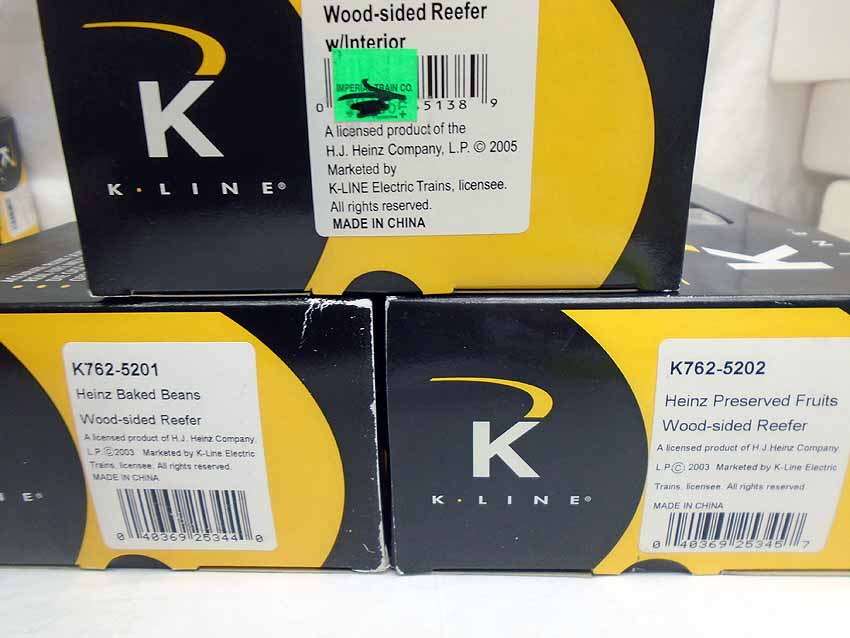 Wood-sided Reefer
w/Interior
IMPERIAL TRAIN CO.
0 5138 9
A licensed product of the
H.J. Heinz Company, L.P. © 2005
Marketed by
K-LINE Electric Trains, licensee.
All rights reserved.
MADE IN CHINA
K
K·LINE®
K
LIN
K762-5201
Heinz Baked Beans
Wood-sided Reefer
A licensed product of H.J. Heinz Company.
L.P.©2003 Marketed by K-Line Electric
Trains, licensee. All rights reserved.
MADE IN CHINA
0 40369 25344 0
INE®
K
K·LINE®
K762-5202
Heinz Preserved Fruits
Wood-sided Reefer
A licensed product of H.J.Heinz Company
L.P.© 2003 Marketed by K-Line Electric
Trains, licensee. All rights reserved.
MADE IN CHINA
0 40369 25345 7